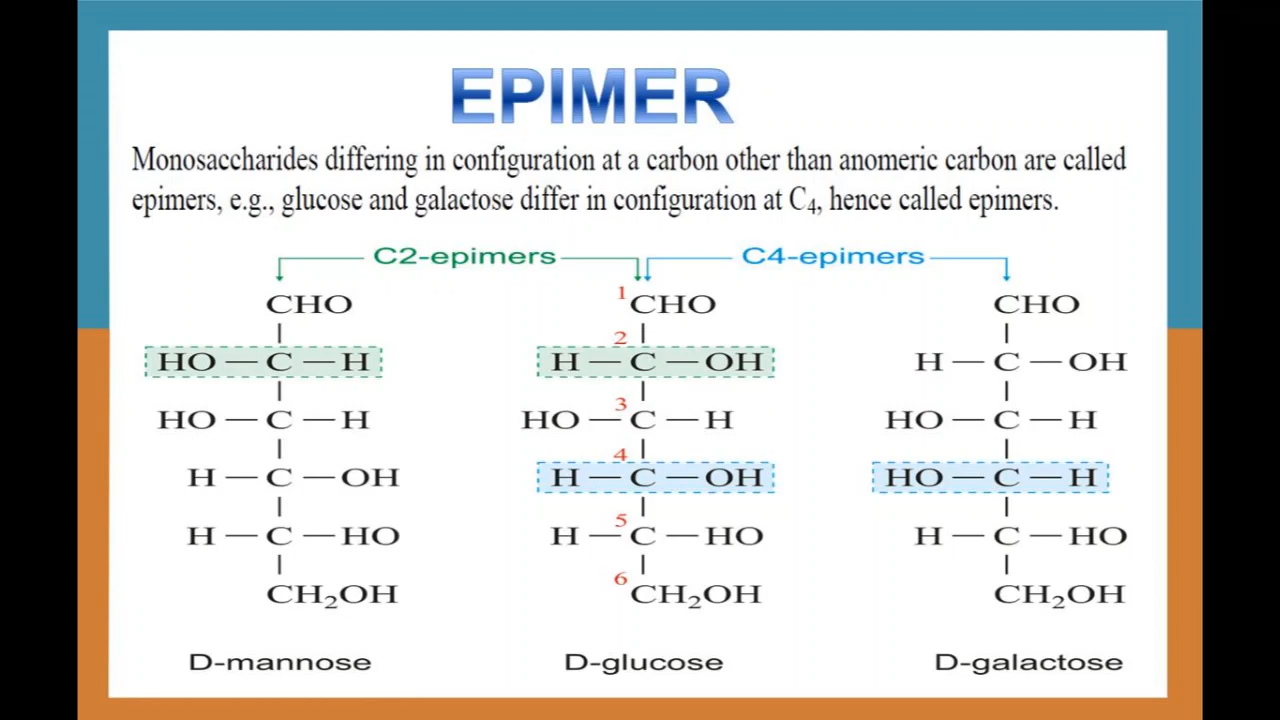 EPIMER
Monosaccharides differing in configuration at a carbon other than anomeric carbon are called
epimers, e.g., glucose and galactose differ in configuration at C₄, hence called epimers.
C2-epimers C4-epimers
CHO 1 CHO CHO
HO — C — H 2 H — C — OH H — C — OH
HO — C — H 3 HO — C — H HO — C — H
H — C — OH 4 H — C — OH HO — C — H
H — C — HO 5 H — C — HO H — C — HO
CH₂OH 6 CH₂OH CH₂OH
D-mannose D-glucose D-galactose